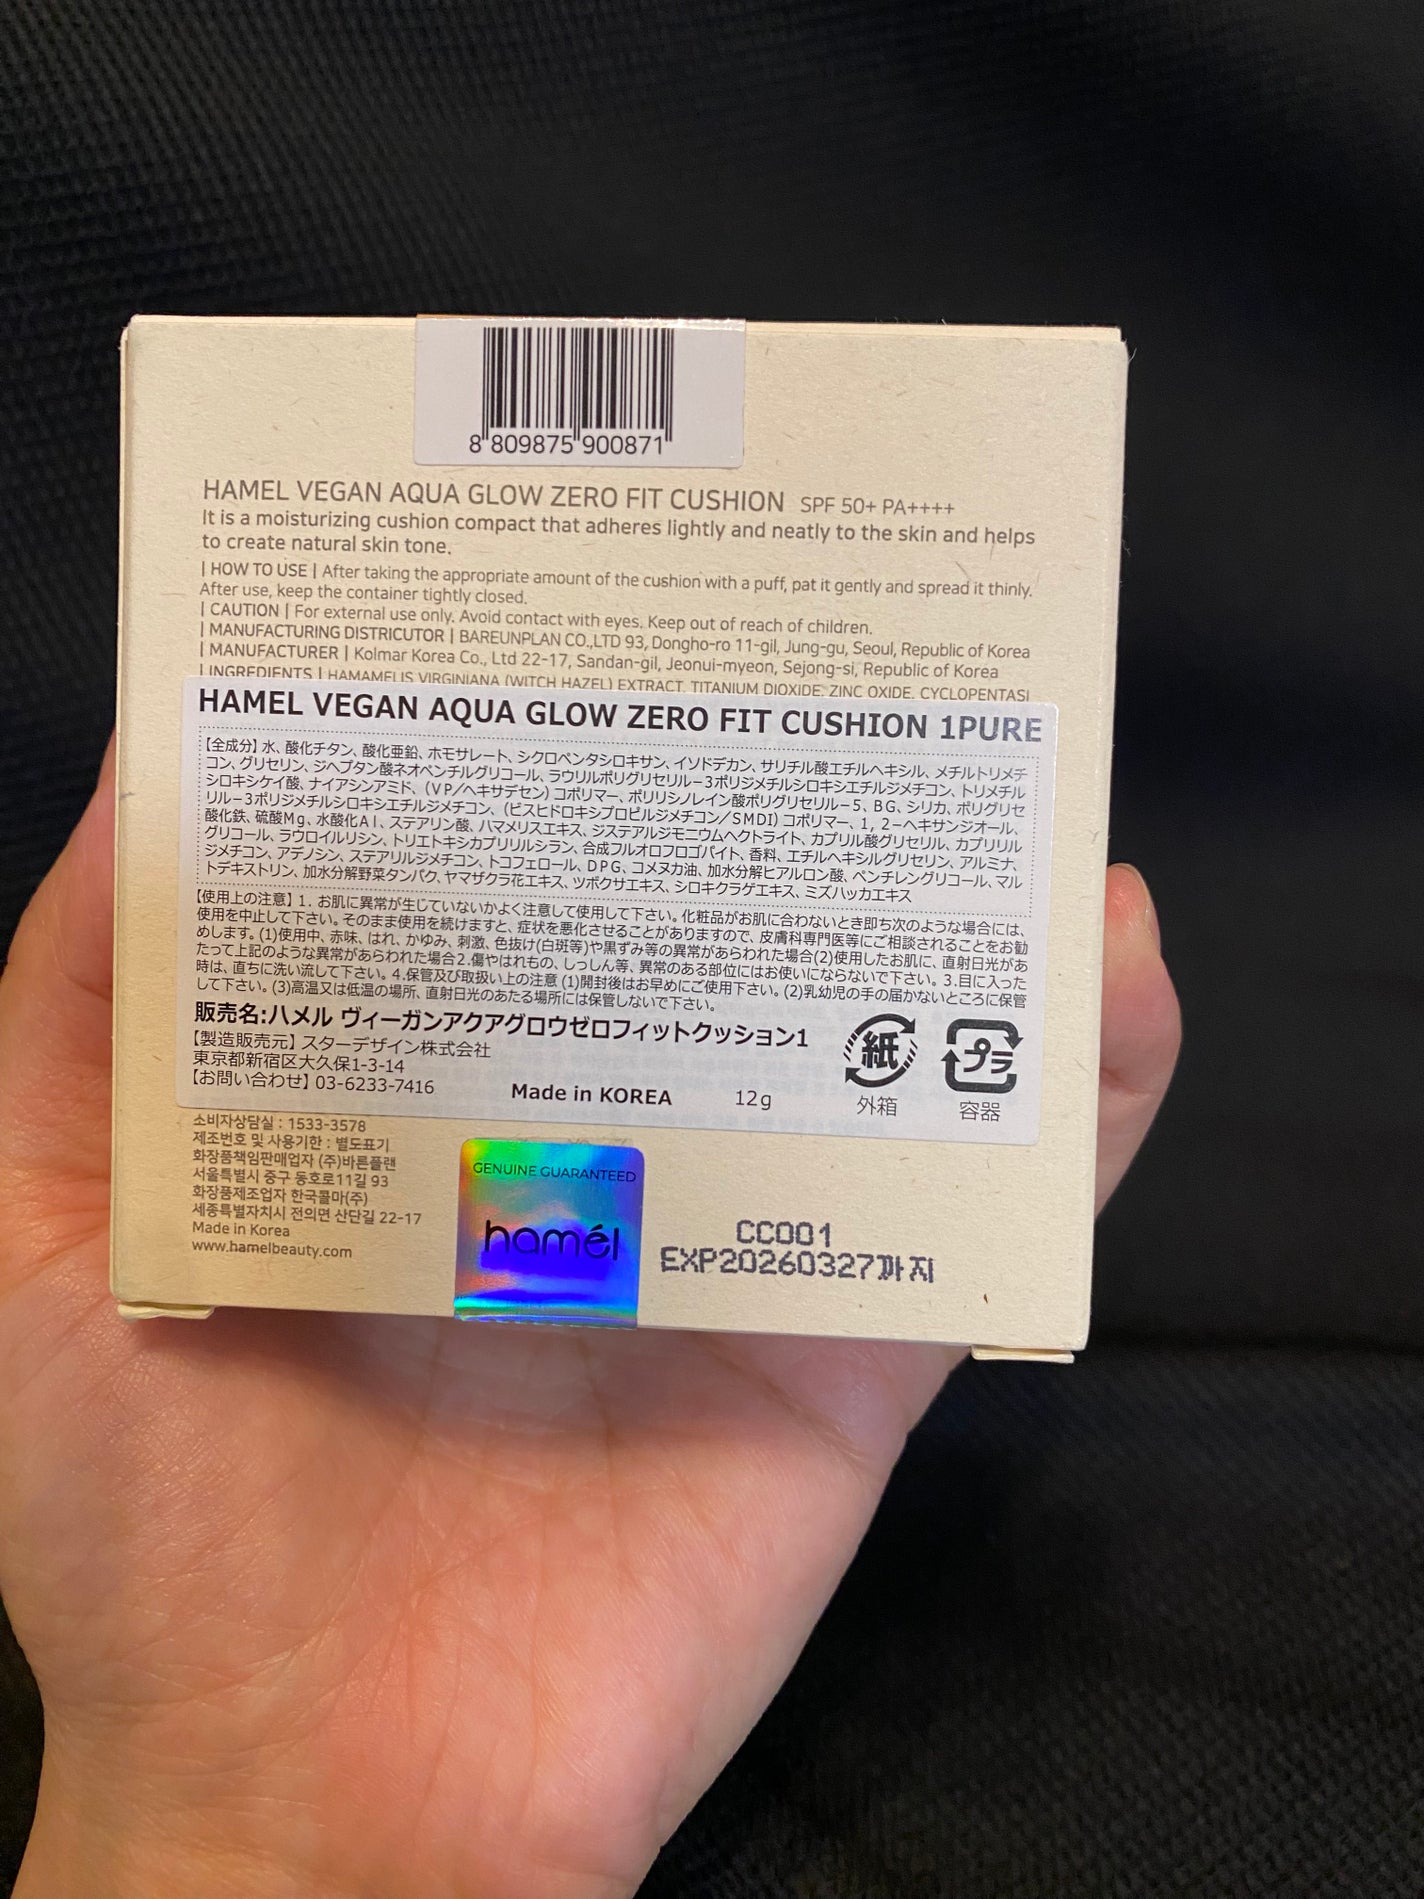 8 809875 900871
HAMEL VEGAN AQUA GLOW ZERO FIT CUSHION SPF 50+ PA++++
It is a moisturizing cushion compact that adheres lightly and neatly to the skin and helps
to create natural skin tone.
| HOW TO USE | After taking the appropriate amount of the cushion with a puff, pat it gently and spread it thinly.
After use, keep the container tightly closed.
| CAUTION | For external use only. Avoid contact with eyes. Keep out of reach of children.
| MANUFACTURING DISTRICUTOR | BAREUNPLAN CO.,LTD 93, Dongho-ro 11-gil, Jung-gu, Seoul, Republic of Korea
| MANUFACTURER | Kolmar Korea Co., Ltd 22-17, Sandan-gil, Jeonui-myeon, Sejong-si, Republic of Korea
| INGREDIENTS | HAMAMELIS VIRGINIANA (WITCH HAZEL) EXTRACT, TITANIUM DIOXIDE, ZINC OXIDE, CYCLOPENTASI
HAMEL VEGAN AQUA GLOW ZERO FIT CUSHION 1PURE
【全成分】水、酸化チタン、酸化亜鉛、ホモサレート、シクロペンタシロキサン、イソドデカン、サリチル酸エチルヘキシル、メチルトリメチ
コン、グリセリン、ジヘプタン酸ネオペンチルグリコール、ラウリルポリグリセリル-3ポリジメチルシロキシエチルジメチコン、トリメチル
シロキシケイ酸、ナイアシンアミド、(VP/ヘキサデセン)コポリマー、ポリリシノレイン酸ポリグリセリル-5、BG、シリカ、ポリグリセ
リル-3ポリジメチルシロキシエチルジメチコン、(ビスヒドロキシプロピルジメチコン/SMDI)コポリマー、1,2-ヘキサンジオール、
酸化鉄、硫酸Mg、水酸化Al、ステアリン酸、ハマメリスエキス、ジステアルジモニウムヘクトライト、カプリル酸グリセリル、カプリリル
グリコール、ラウロイルリシン、トリエトキシカプリリルシラン、合成フルオロフロゴパイト、香料、エチルヘキシルグリセリン、アルミナ、
ジメチコン、アデノシン、ステアリルジメチコン、トコフェロール、DPG、コメヌカ油、加水分解ヒアルロン酸、ペンチレングリコール、マル
トデキストリン、加水分解野菜タンパク、ヤマザクラ花エキス、ツボクサエキス、シロキクラゲエキス、ミズハッカエキス
【使用上の注意】1.お肌に異常が生じていないかよく注意して使用して下さい。化粧品がお肌に合わないとき即ち次のような場合には、
使用を中止して下さい。そのまま使用を続けますと、症状を悪化させることがありますので、皮膚科専門医等にご相談されることをお勧
めします。(1)使用中、赤味、はれ、かゆみ、刺激、色抜け(白斑等)や黒ずみ等の異常があらわれた場合(2)使用したお肌に、直射日光があ
たって上記のような異常があらわれた場合2.傷やはれもの、しっしん等、異常のある部位にはお使いにならないで下さい。3.目に入った
時は、直ちに洗い流して下さい。4.保管及び取扱い上の注意(1)開封後はお早めにご使用下さい。(2)乳幼児の手の届かないところに保管
して下さい。(3)高温又は低温の場所、直射日光のあたる場所には保管しないで下さい。
販売名:ハメル ヴィーガンアクアグロウゼロフィットクッション1
【製造販売元】スターデザイン株式会社
東京都新宿区大久保1-3-14
【お問い合わせ】03-6233-7416
Made in KOREA 12g
紙 プラ
外箱 容器
소비자상담실 : 1533-3578
제조번호 및 사용기한 : 별도표기
화장품책임판매업자 (주)바른플랜
서울특별시 중구 동호로11길 93
화장품제조업자 한국콜마(주)
세종특별자치시 전의면 산단길 22-17
Made in Korea
www.hamelbeauty.com
GENUINE GUARANTEED
hamél
CC001
EXP20260327까지